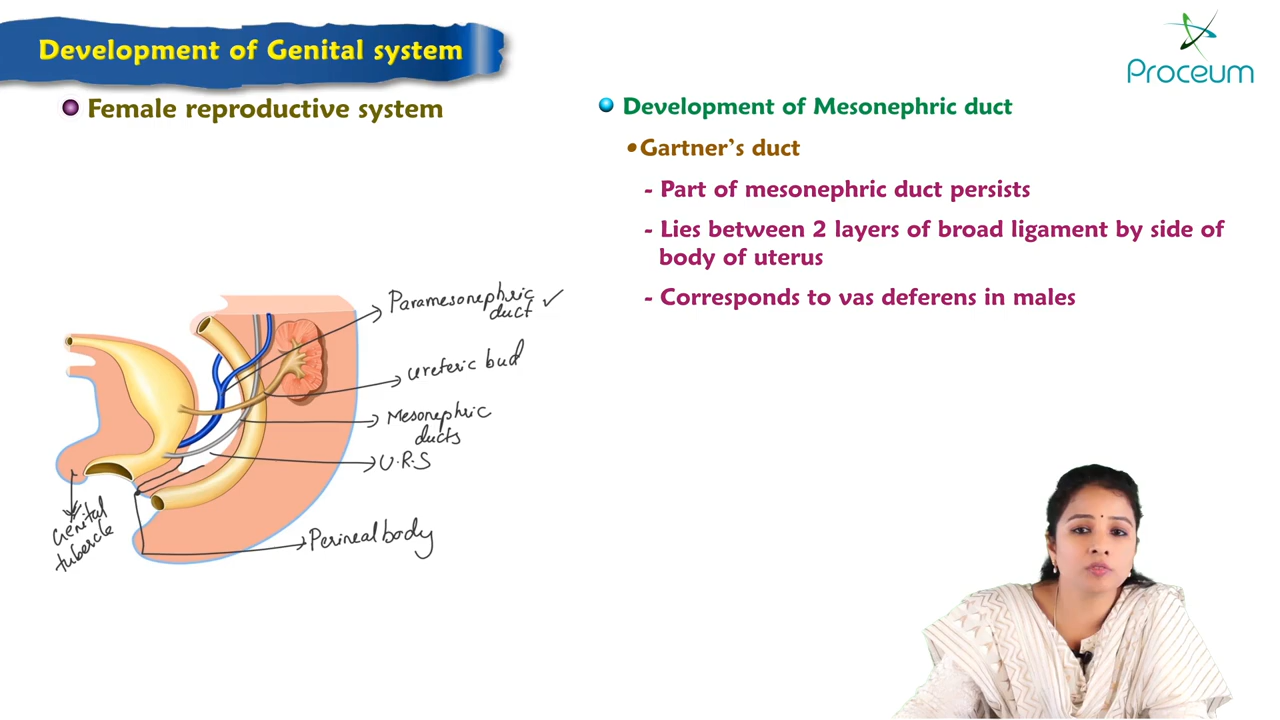 Development of Genital system
Proceum
Female reproductive system
Development of Mesonephric duct
•Gartner's duct
- Part of mesonephric duct persists
- Lies between 2 layers of broad ligament by side of
body of uterus
- Corresponds to vas deferens in males
Paramesonephric
duct ✓
Ureteric bud
Mesonephric
ducts
U.R.S
Genital
tubercle
Perineal body